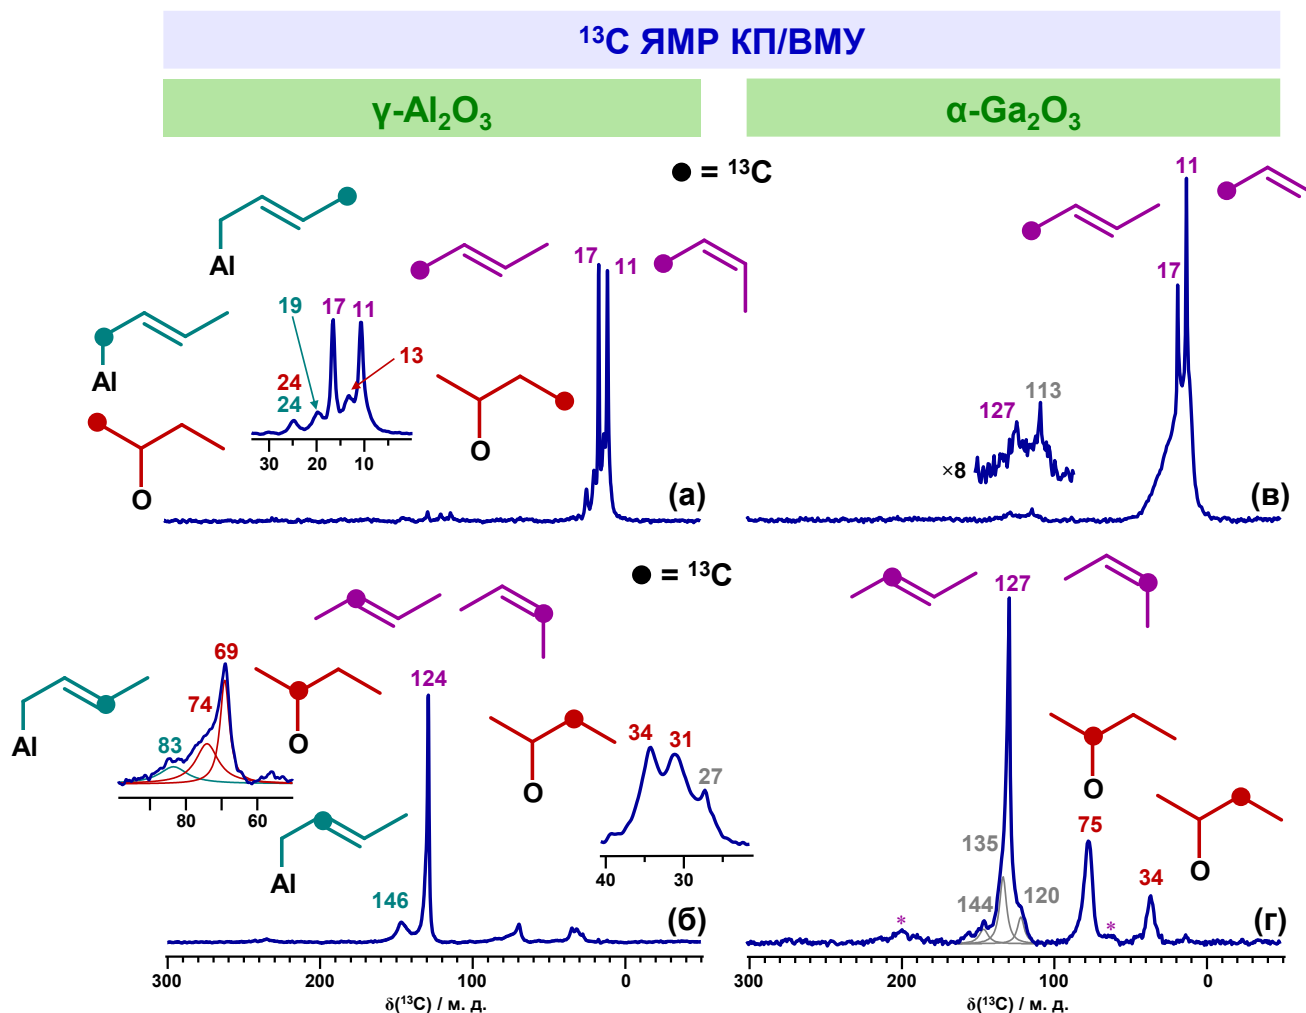 ¹³C ЯМР КП/ВМУ
γ-Al₂O₃
α-Ga₂O₃
● = ¹³C
Al
Al
O
O
17
11
19
17
11
13
24
24
30
20
10
(а)
11
17
127
113
×8
(в)
● = ¹³C
Al
69
74
83
80
60
O
Al
124
146
O
34
31
27
40
30
(б)
300
200
100
0
δ(¹³C) / м. д.
127
135
144
120
*
*
O
75
O
34
(г)
300
200
100
0
δ(¹³C) / м. д.